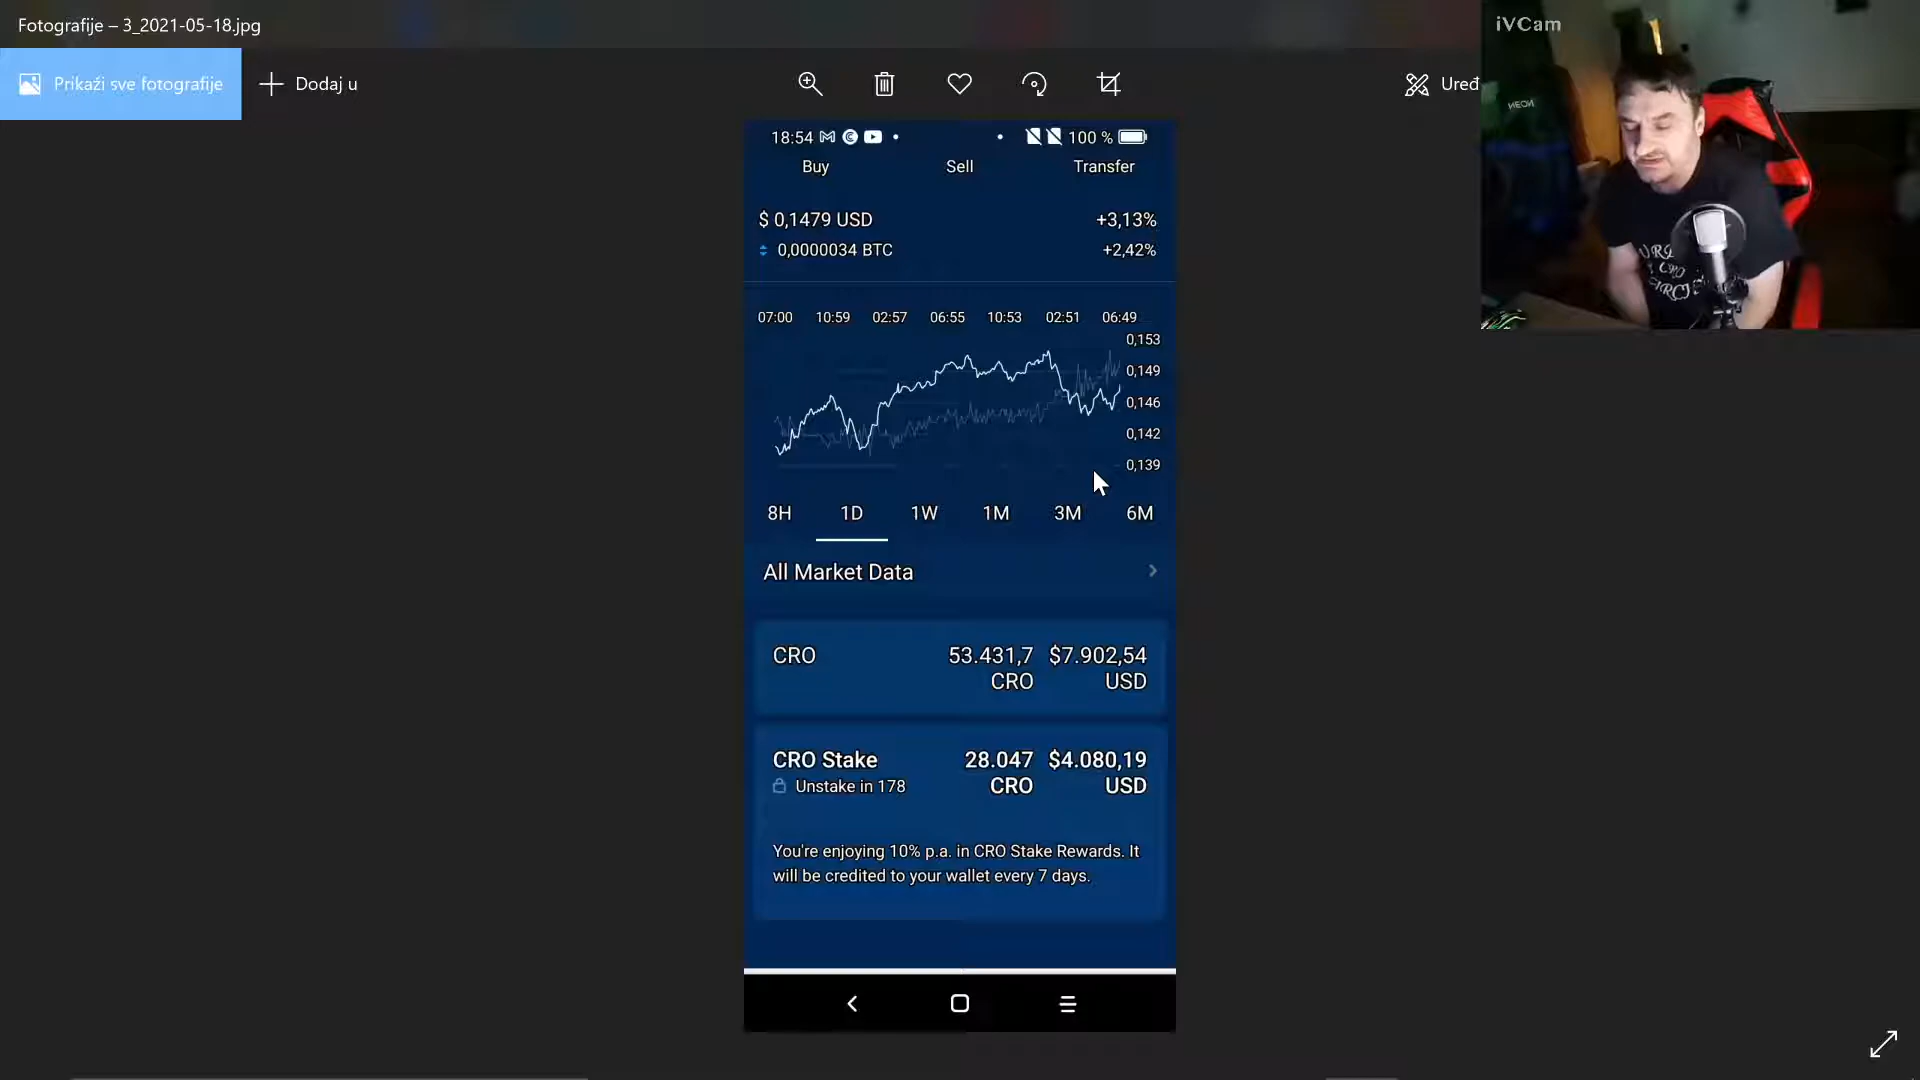 Fotografije – 3_2021-05-18.jpg
iVCam
Prikaži sve fotografije
Dodaj u
Uređ
NEON
18:54
100 %
Buy Sell Transfer
$ 0,1479 USD +3,13%
0,0000034 BTC +2,42%
07:00 10:59 02:57 06:55 10:53 02:51 06:49
0,153
0,149
0,146
0,142
0,139
8H 1D 1W 1M 3M 6M
All Market Data
CRO 53.431,7 $7.902,54
CRO USD
CRO Stake 28.047 $4.080,19
Unstake in 178 CRO USD
You're enjoying 10% p.a. in CRO Stake Rewards. It
will be credited to your wallet every 7 days.